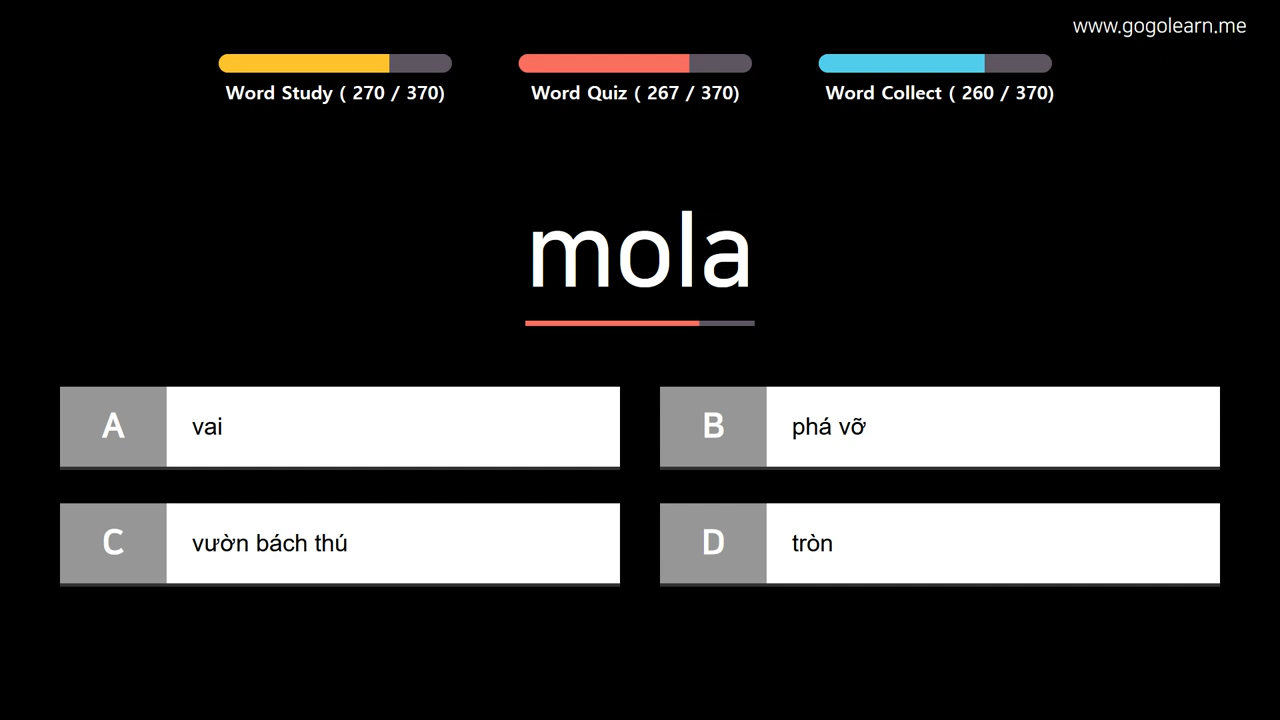 www.gogolearn.me
Word Study ( 270 / 370)
Word Quiz ( 267 / 370)
Word Collect ( 260 / 370)
mola
A vai
B phá vỡ
C vườn bách thú
D tròn